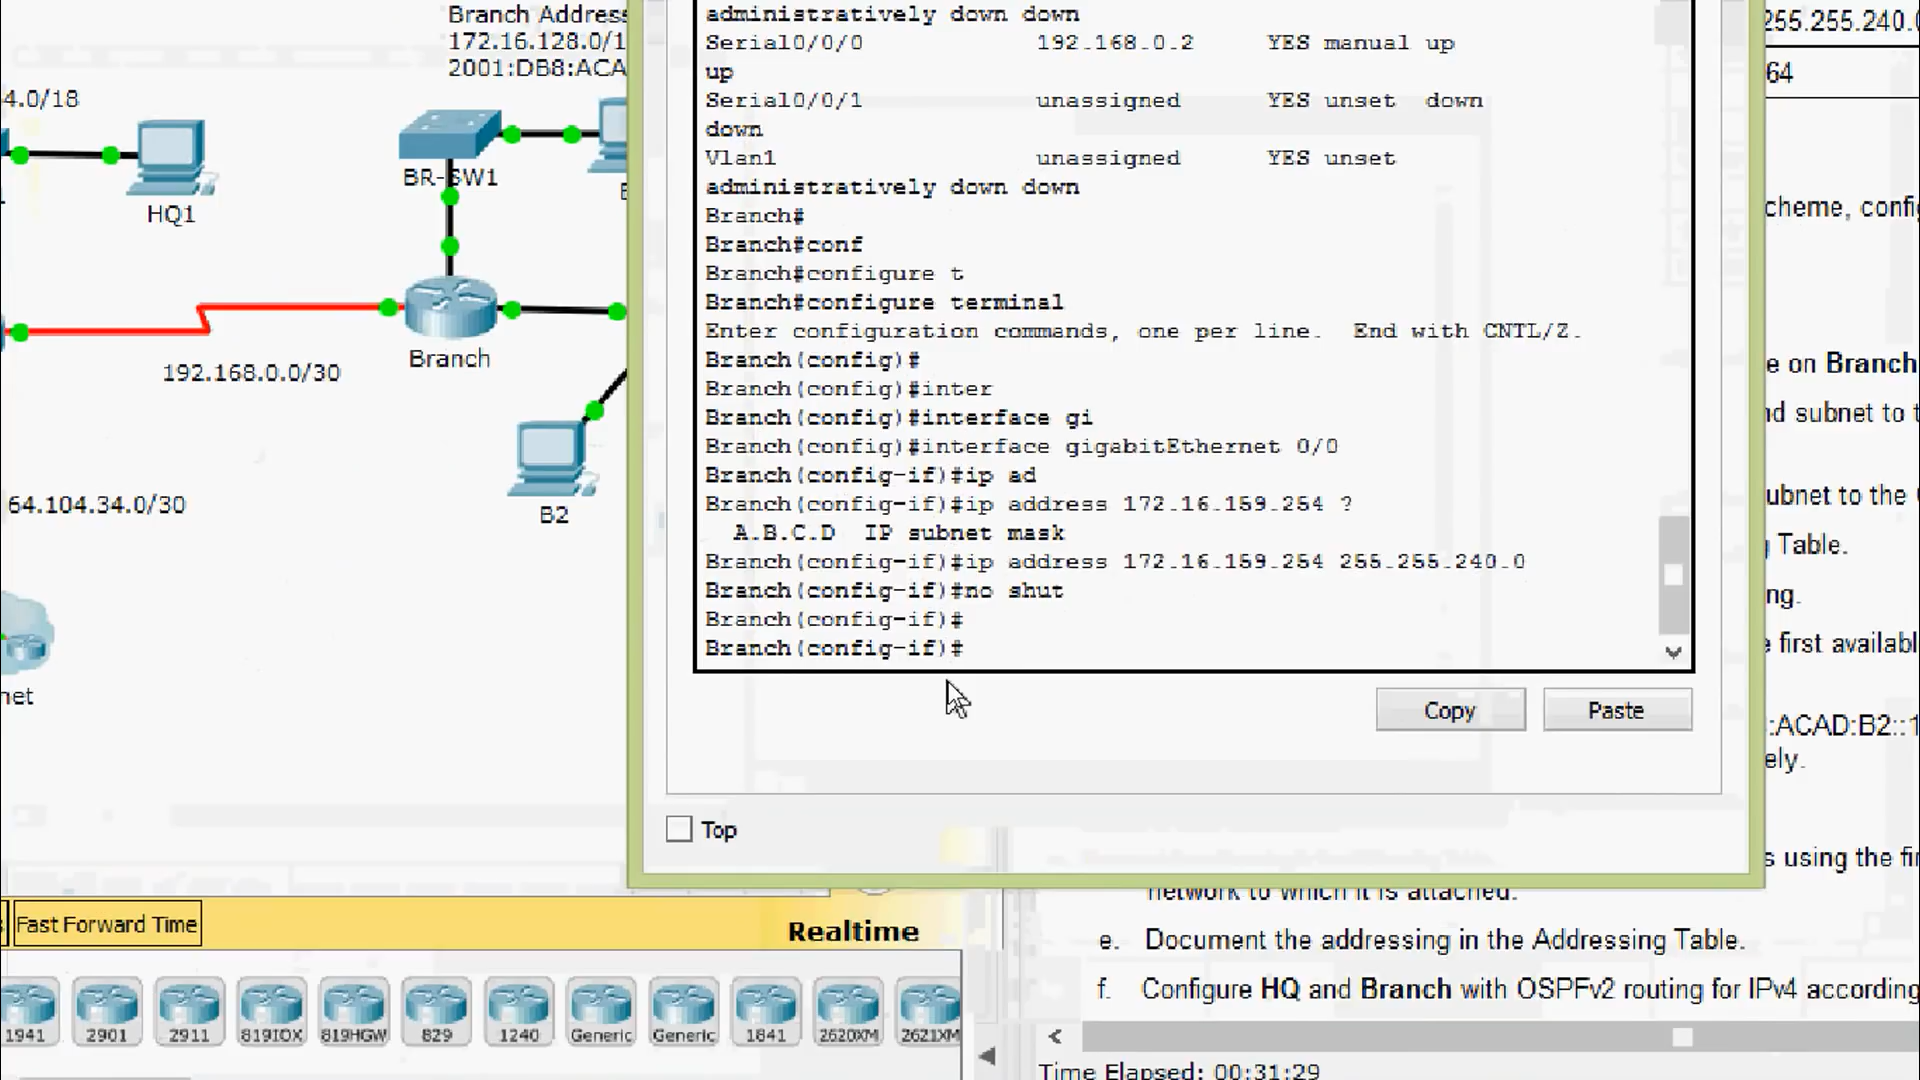 Branch Address
172.16.128.0/1
2001:DB8:ACA
4.0/18
HQ1
BR-SW1
192.168.0.0/30
Branch
B2
64.104.34.0/30
net
administratively down down
Serial0/0/0 192.168.0.2 YES manual up
up
Serial0/0/1 unassigned YES unset down
down
Vlan1 unassigned YES unset
administratively down down
Branch#
Branch#conf
Branch#configure t
Branch#configure terminal
Enter configuration commands, one per line. End with CNTL/Z.
Branch(config)#
Branch(config)#inter
Branch(config)#interface gi
Branch(config)#interface gigabitEthernet 0/0
Branch(config-if)#ip ad
Branch(config-if)#ip address 172.16.159.254 ?
A.B.C.D IP subnet mask
Branch(config-if)#ip address 172.16.159.254 255.255.240.0
Branch(config-if)#no shut
Branch(config-if)#
Branch(config-if)#
Copy
Paste
Top
255.255.240.0
64
cheme, config
e on Branch
nd subnet to t
ubnet to the
g Table.
ng.
e first availabl
:ACAD:B2::1
ely.
s using the fir
network to which it is attached.
e. Document the addressing in the Addressing Table.
f. Configure HQ and Branch with OSPFv2 routing for IPv4 according
Time Elapsed: 00:31:29
Fast Forward Time
Realtime
1941
2901
2911
819IOX
819HGW
829
1240
Generic
Generic
1841
2620XM
2621XM